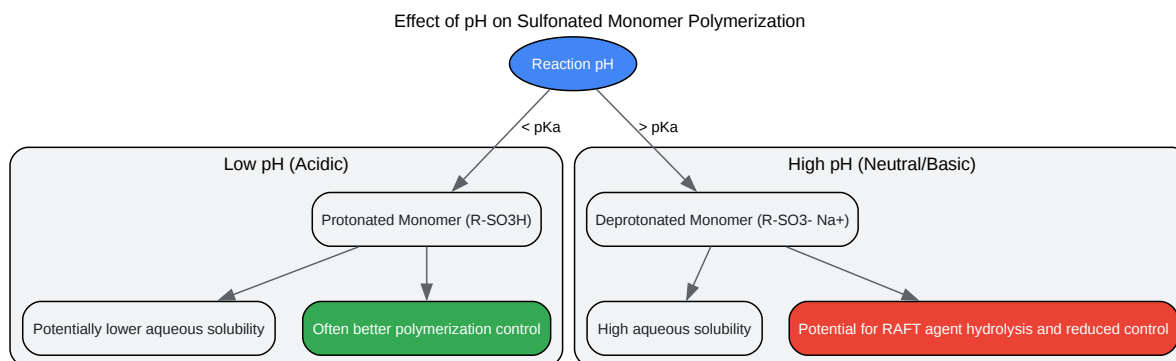 Effect of pH on Sulfonated Monomer Polymerization
Reaction pH
< pKa
> pKa
Low pH (Acidic)
High pH (Neutral/Basic)
Protonated Monomer (R-SO3H)
Deprotonated Monomer (R-SO3- Na+)
Potentially lower aqueous solubility
Often better polymerization control
High aqueous solubility
Potential for RAFT agent hydrolysis and reduced control